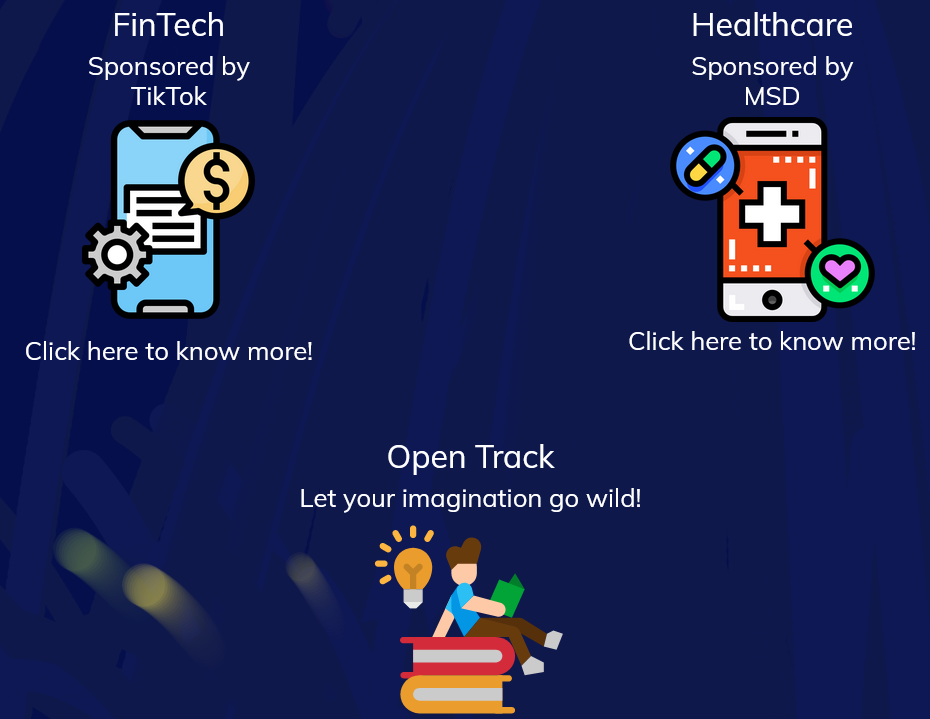 FinTech
Sponsored by
TikTok
Click here to know more!
Healthcare
Sponsored by
MSD
Click here to know more!
Open Track
Let your imagination go wild!